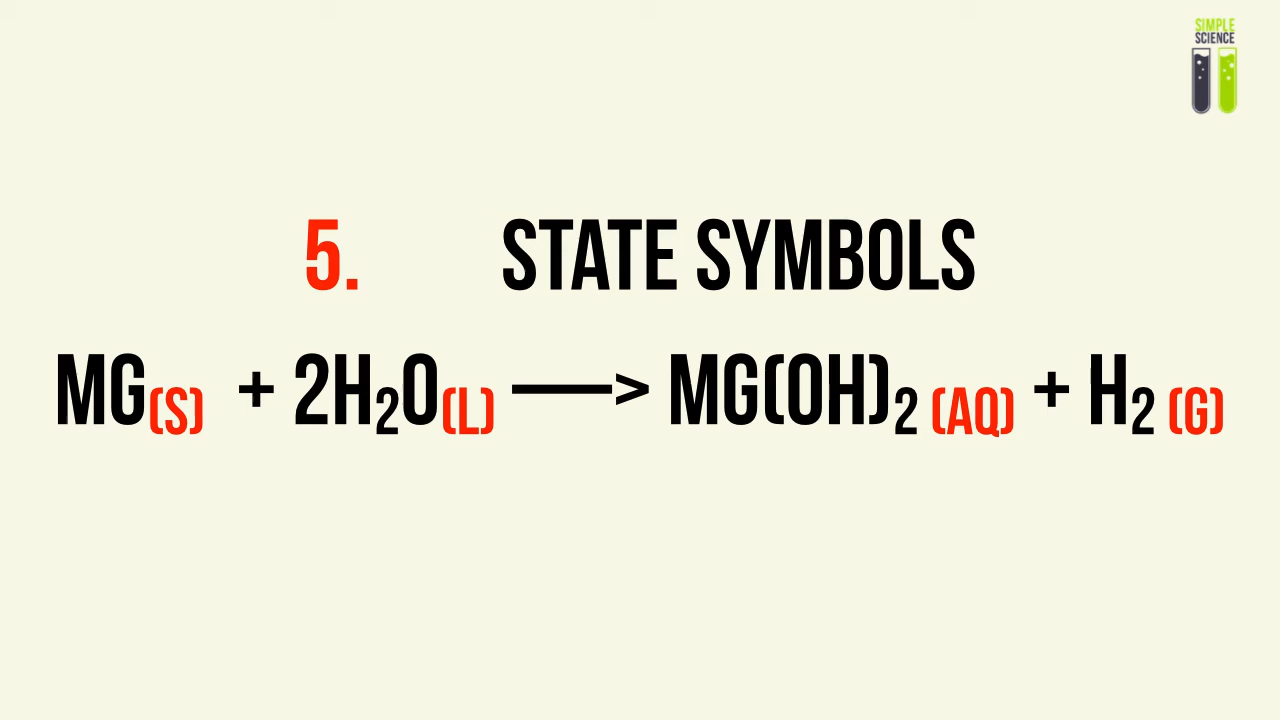 SIMPLE
SCIENCE
5. STATE SYMBOLS
MG(S) + 2H₂O(L) —> MG(OH)₂ (AQ) + H₂ (G)